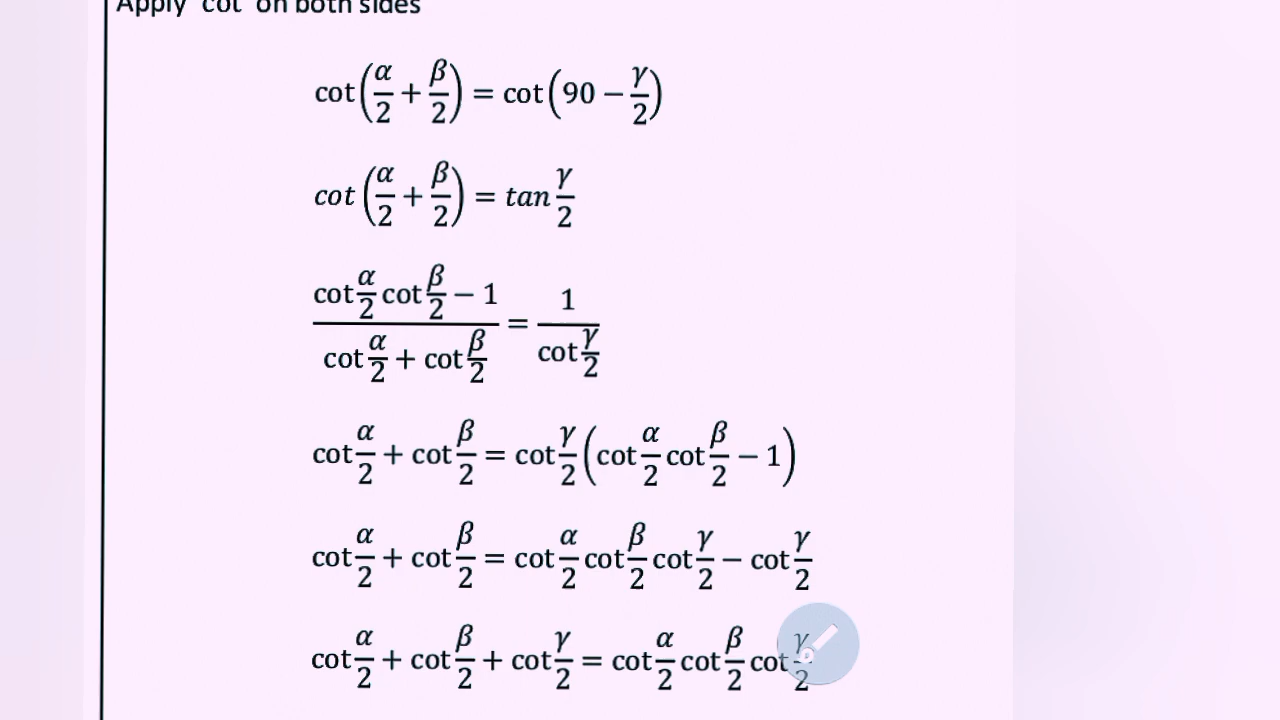 Apply "cot" on both sides
cot(α/2 + β/2) = cot(90 − γ/2)
cot (α/2 + β/2) = tan γ/2
(cot α/2 cot β/2 − 1)/(cot α/2 + cot β/2) = 1/(cot γ/2)
cot α/2 + cot β/2 = cot γ/2 (cot α/2 cot β/2 − 1)
cot α/2 + cot β/2 = cot α/2 cot β/2 cot γ/2 − cot γ/2
cot α/2 + cot β/2 + cot γ/2 = cot α/2 cot β/2 cot γ/2